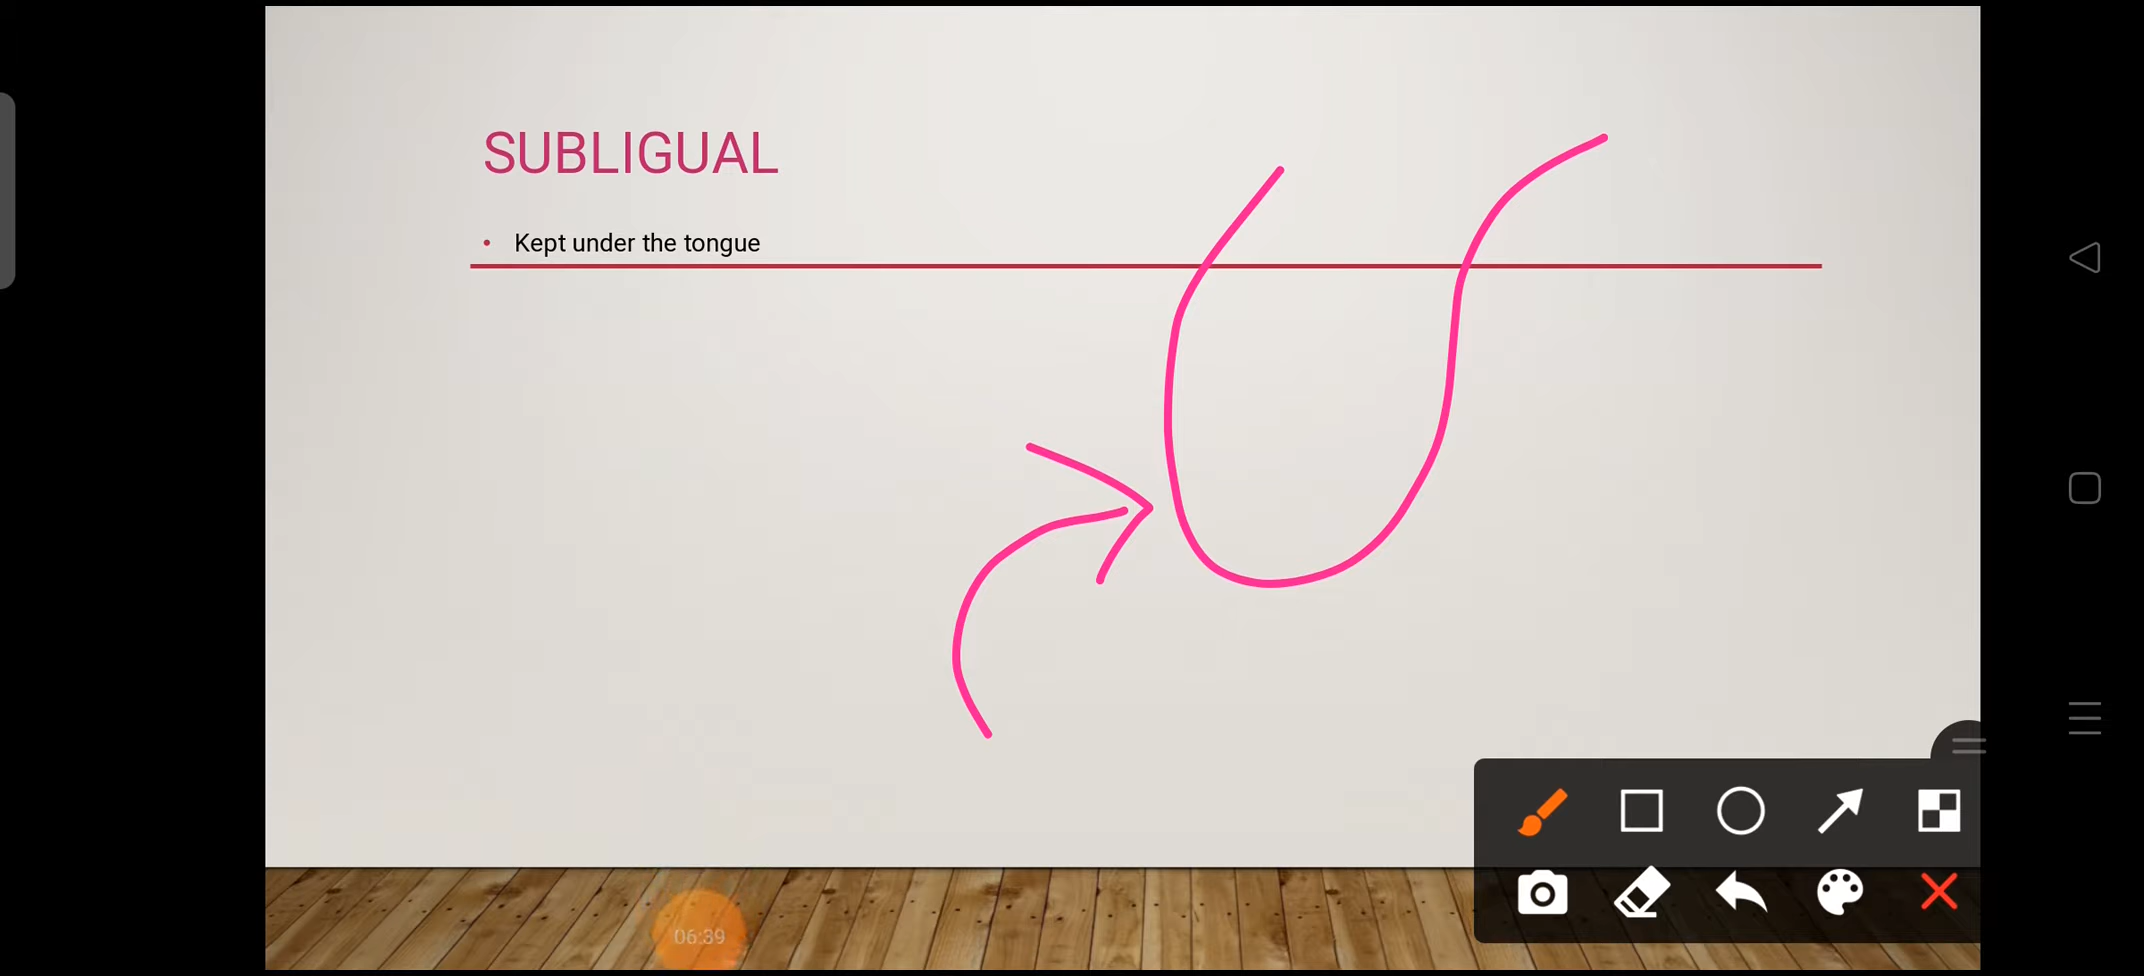 SUBLIGUAL
• Kept under the tongue
06:39